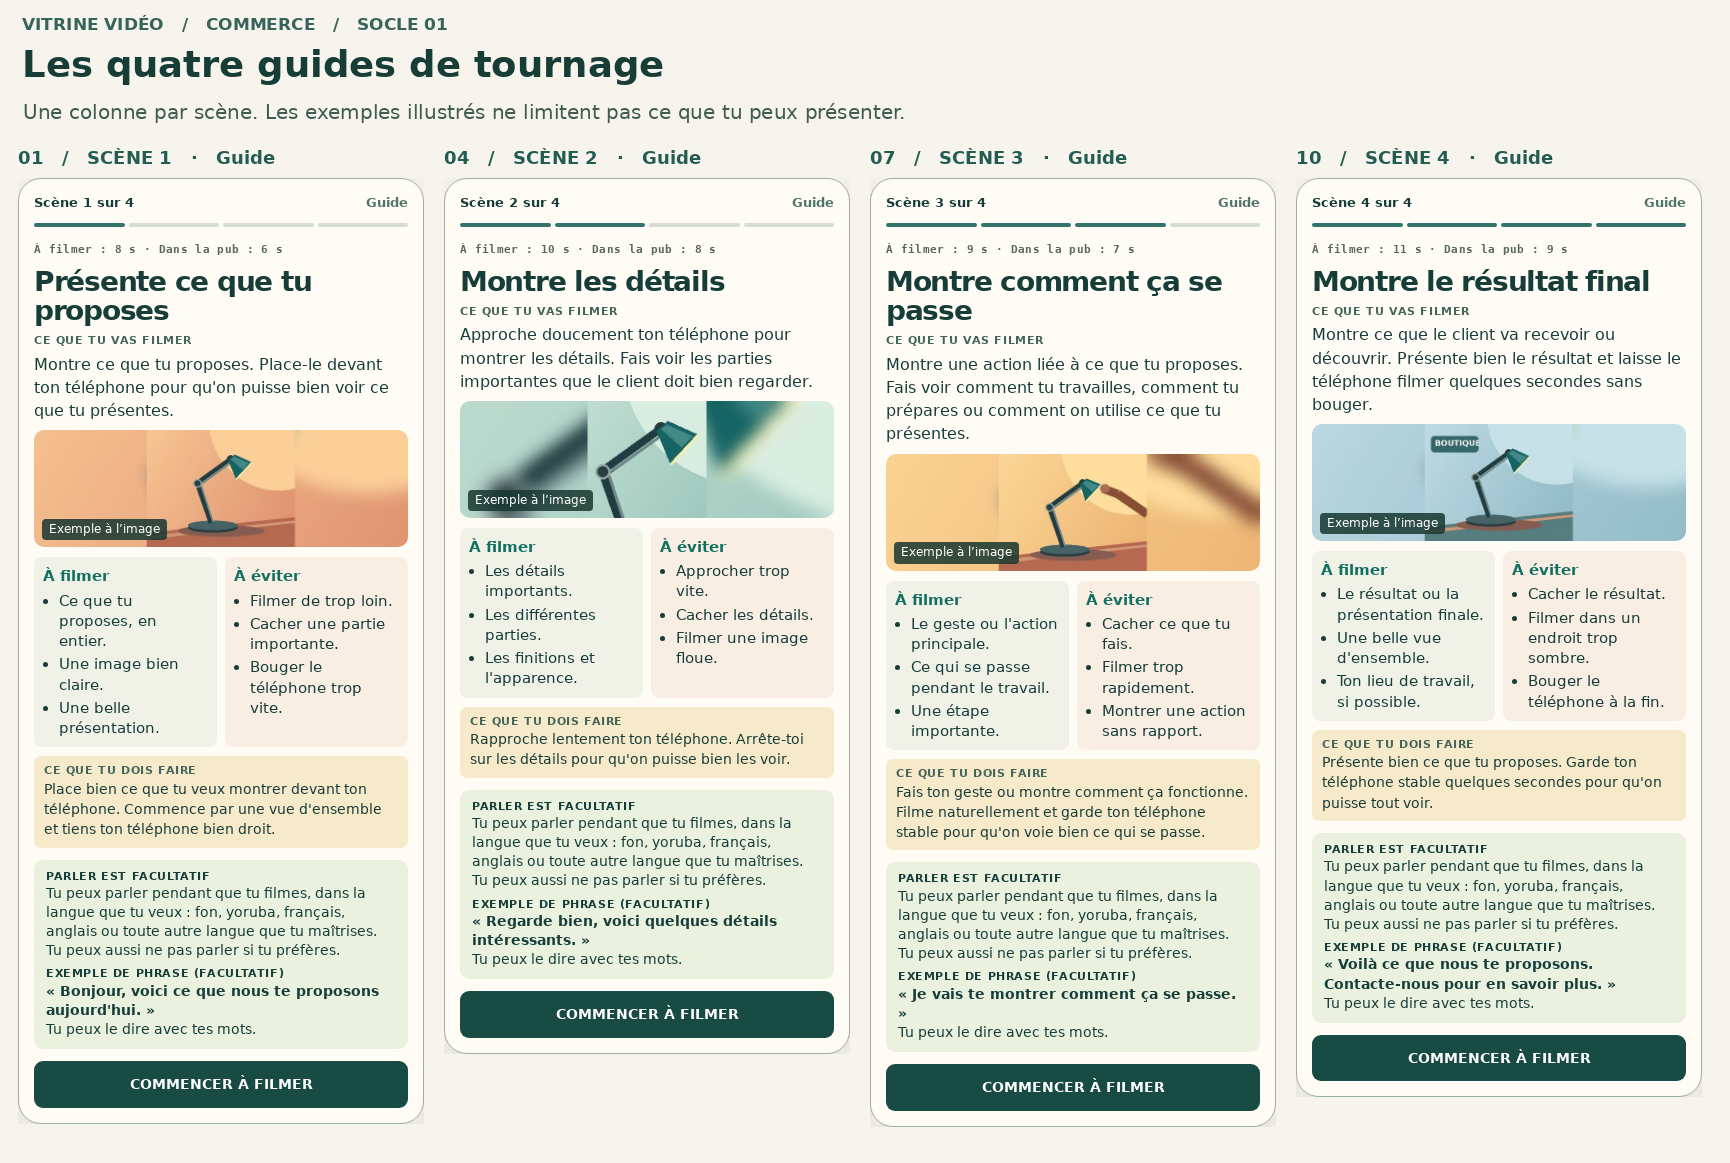 VITRINE VIDÉO / COMMERCE / SOCLE 01
Les quatre guides de tournage
Une colonne par scène. Les exemples illustrés ne limitent pas ce que tu peux présenter.
01 / SCÈNE 1 · Guide
Scène 1 sur 4
Guide
À filmer : 8 s · Dans la pub : 6 s
Présente ce que tu
proposes
CE QUE TU VAS FILMER
Montre ce que tu proposes. Place-le devant
ton téléphone pour qu'on puisse bien voir ce
que tu présentes.
Exemple à l’image
À filmer
• Ce que tu
proposes, en
entier.
• Une image bien
claire.
• Une belle
présentation.
À éviter
• Filmer de trop loin.
• Cacher une partie
importante.
• Bouger le
téléphone trop
vite.
CE QUE TU DOIS FAIRE
Place bien ce que tu veux montrer devant ton
téléphone. Commence par une vue d'ensemble
et tiens ton téléphone bien droit.
PARLER EST FACULTATIF
Tu peux parler pendant que tu filmes, dans la
langue que tu veux : fon, yoruba, français,
anglais ou toute autre langue que tu maîtrises.
Tu peux aussi ne pas parler si tu préfères.
EXEMPLE DE PHRASE (FACULTATIF)
« Bonjour, voici ce que nous te proposons
aujourd'hui. »
Tu peux le dire avec tes mots.
COMMENCER À FILMER
04 / SCÈNE 2 · Guide
Scène 2 sur 4
Guide
À filmer : 10 s · Dans la pub : 8 s
Montre les détails
CE QUE TU VAS FILMER
Approche doucement ton téléphone pour
montrer les détails. Fais voir les parties
importantes que le client doit bien regarder.
Exemple à l’image
À filmer
• Les détails
importants.
• Les différentes
parties.
• Les finitions et
l'apparence.
À éviter
• Approcher trop
vite.
• Cacher les détails.
• Filmer une image
floue.
CE QUE TU DOIS FAIRE
Rapproche lentement ton téléphone. Arrête-toi
sur les détails pour qu'on puisse bien les voir.
PARLER EST FACULTATIF
Tu peux parler pendant que tu filmes, dans la
langue que tu veux : fon, yoruba, français,
anglais ou toute autre langue que tu maîtrises.
Tu peux aussi ne pas parler si tu préfères.
EXEMPLE DE PHRASE (FACULTATIF)
« Regarde bien, voici quelques détails
intéressants. »
Tu peux le dire avec tes mots.
COMMENCER À FILMER
07 / SCÈNE 3 · Guide
Scène 3 sur 4
Guide
À filmer : 9 s · Dans la pub : 7 s
Montre comment ça se
passe
CE QUE TU VAS FILMER
Montre une action liée à ce que tu proposes.
Fais voir comment tu travailles, comment tu
prépares ou comment on utilise ce que tu
présentes.
Exemple à l’image
À filmer
• Le geste ou l'action
principale.
• Ce qui se passe
pendant le travail.
• Une étape
importante.
À éviter
• Cacher ce que tu
fais.
• Filmer trop
rapidement.
• Montrer une action
sans rapport.
CE QUE TU DOIS FAIRE
Fais ton geste ou montre comment ça fonctionne.
Filme naturellement et garde ton téléphone
stable pour qu'on voie bien ce qui se passe.
PARLER EST FACULTATIF
Tu peux parler pendant que tu filmes, dans la
langue que tu veux : fon, yoruba, français,
anglais ou toute autre langue que tu maîtrises.
Tu peux aussi ne pas parler si tu préfères.
EXEMPLE DE PHRASE (FACULTATIF)
« Je vais te montrer comment ça se passe.
»
Tu peux le dire avec tes mots.
COMMENCER À FILMER
10 / SCÈNE 4 · Guide
Scène 4 sur 4
Guide
À filmer : 11 s · Dans la pub : 9 s
Montre le résultat final
CE QUE TU VAS FILMER
Montre ce que le client va recevoir ou
découvrir. Présente bien le résultat et laisse le
téléphone filmer quelques secondes sans
bouger.
BOUTIQUE
Exemple à l’image
À filmer
• Le résultat ou la
présentation finale.
• Une belle vue
d'ensemble.
• Ton lieu de travail,
si possible.
À éviter
• Cacher le résultat.
• Filmer dans un
endroit trop
sombre.
• Bouger le
téléphone à la fin.
CE QUE TU DOIS FAIRE
Présente bien ce que tu proposes. Garde ton
téléphone stable quelques secondes pour qu'on
puisse tout voir.
PARLER EST FACULTATIF
Tu peux parler pendant que tu filmes, dans la
langue que tu veux : fon, yoruba, français,
anglais ou toute autre langue que tu maîtrises.
Tu peux aussi ne pas parler si tu préfères.
EXEMPLE DE PHRASE (FACULTATIF)
« Voilà ce que nous te proposons.
Contacte-nous pour en savoir plus. »
Tu peux le dire avec tes mots.
COMMENCER À FILMER